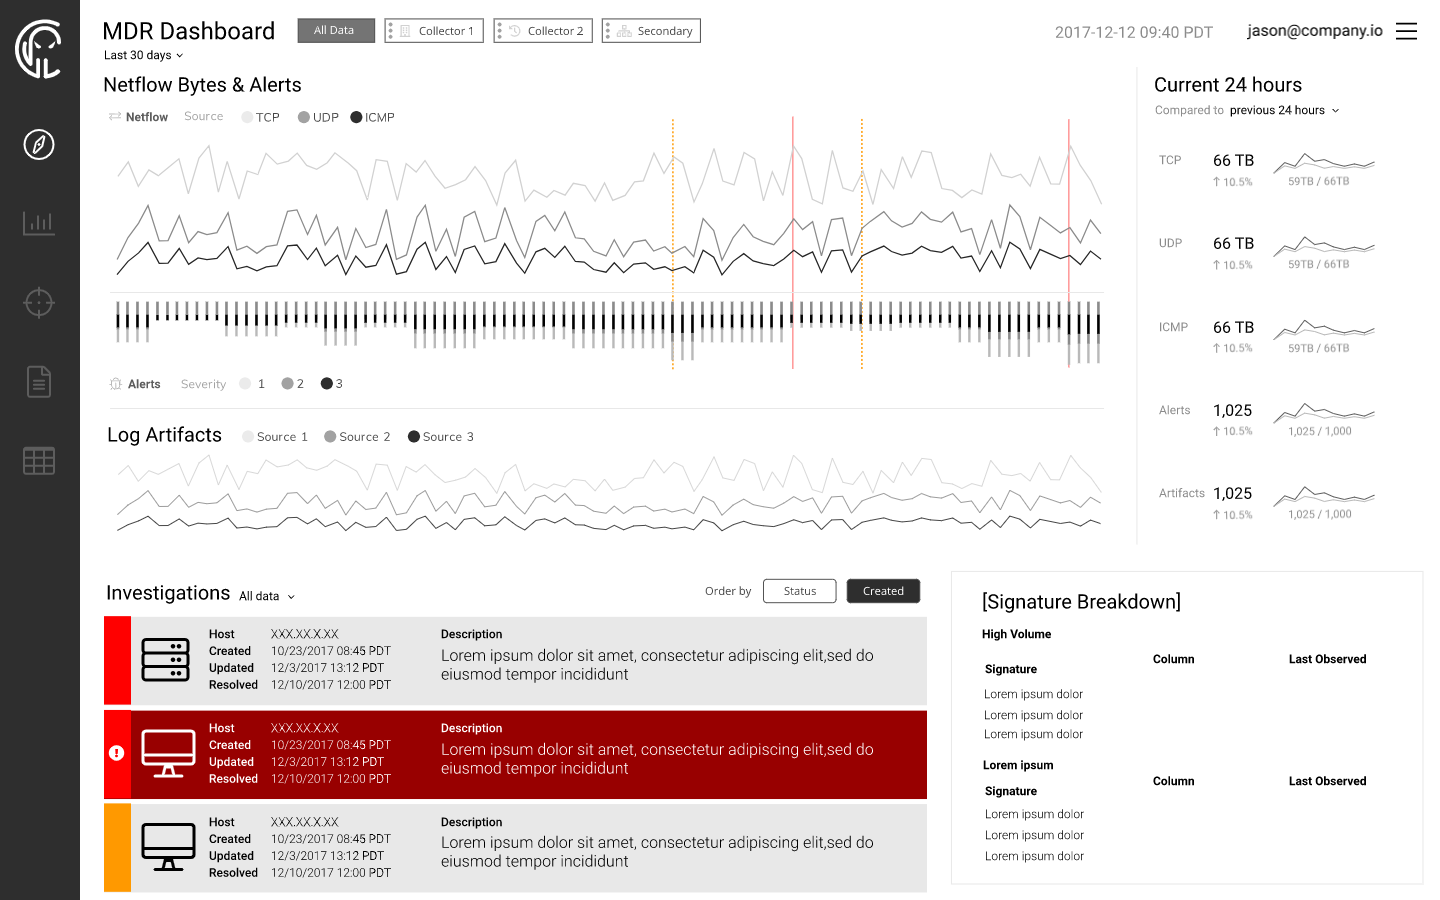 MDR Dashboard
All Data
Collector 1
Collector 2
Secondary
2017-12-12 09:40 PDT
jason@company.io
Last 30 days
Netflow Bytes & Alerts
Netflow Source TCP UDP ICMP
Alerts Severity 1 2 3
Log Artifacts Source 1 Source 2 Source 3
Current 24 hours
Compared to previous 24 hours
TCP 66 TB
↑ 10.5% 59TB / 66TB
UDP 66 TB
↑ 10.5% 59TB / 66TB
ICMP 66 TB
↑ 10.5% 59TB / 66TB
Alerts 1,025
↑ 10.5% 1,025 / 1,000
Artifacts 1,025
↑ 10.5% 1,025 / 1,000
Investigations All data
Order by Status Created
Host XXX.XX.X.XX
Created 10/23/2017 08:45 PDT
Updated 12/3/2017 13:12 PDT
Resolved 12/10/2017 12:00 PDT
Description
Lorem ipsum dolor sit amet, consectetur adipiscing elit,sed do
eiusmod tempor incididunt
Host XXX.XX.X.XX
Created 10/23/2017 08:45 PDT
Updated 12/3/2017 13:12 PDT
Resolved 12/10/2017 12:00 PDT
Description
Lorem ipsum dolor sit amet, consectetur adipiscing elit,sed do
eiusmod tempor incididunt
Host XXX.XX.X.XX
Created 10/23/2017 08:45 PDT
Updated 12/3/2017 13:12 PDT
Resolved 12/10/2017 12:00 PDT
Description
Lorem ipsum dolor sit amet, consectetur adipiscing elit,sed do
eiusmod tempor incididunt
[Signature Breakdown]
High Volume
Signature Column Last Observed
Lorem ipsum dolor
Lorem ipsum dolor
Lorem ipsum dolor
Lorem ipsum
Signature Column Last Observed
Lorem ipsum dolor
Lorem ipsum dolor
Lorem ipsum dolor